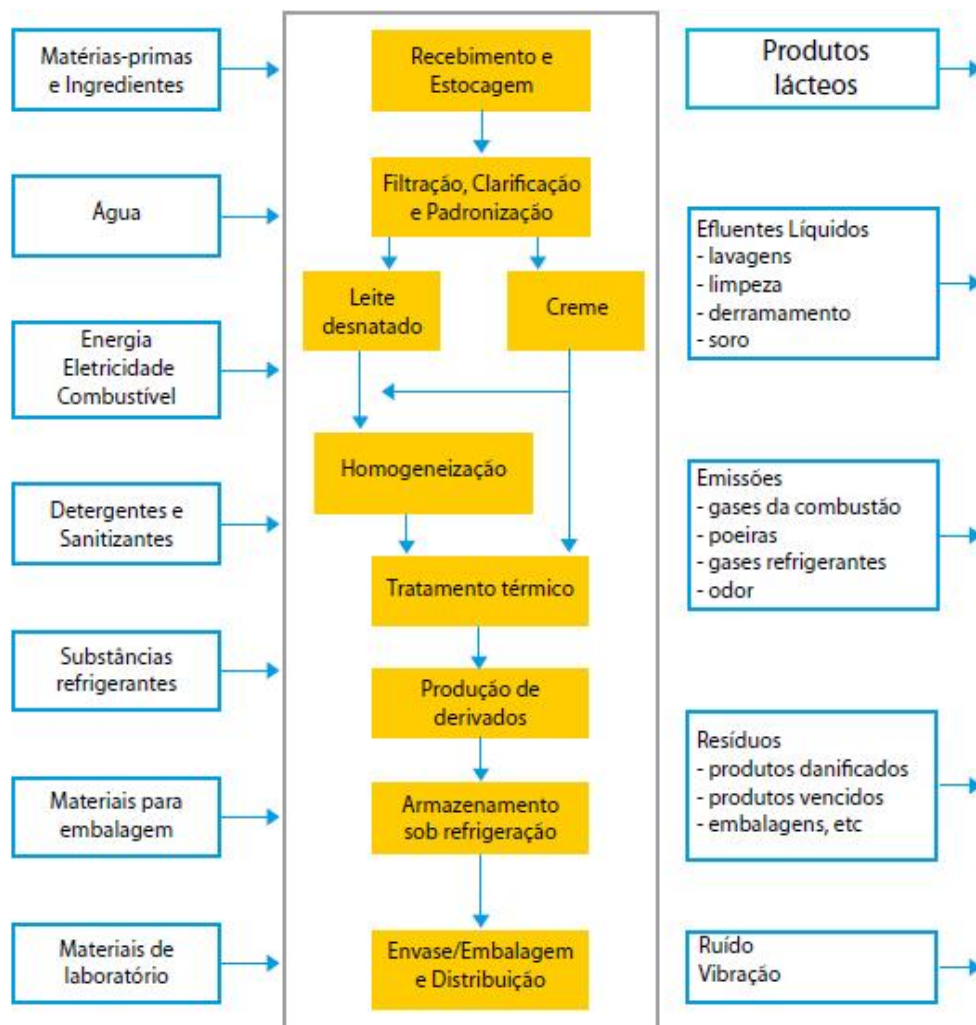 Matérias-primas
e Ingredientes
Água
Energia
Eletricidade
Combustível
Detergentes e
Sanitizantes
Substâncias
refrigerantes
Materiais para
embalagem
Materiais de
laboratório
Recebimento e
Estocagem
Filtração, Clarificação
e Padronização
Leite
desnatado
Creme
Homogeneização
Tratamento térmico
Produção de
derivados
Armazenamento
sob refrigeração
Envase/Embalagem
e Distribuição
Produtos
lácteos
Efluentes Líquidos
- lavagens
- limpeza
- derramamento
- soro
Emissões
- gases da combustão
- poeiras
- gases refrigerantes
- odor
Resíduos
- produtos danificados
- produtos vencidos
- embalagens, etc
Ruído
Vibração